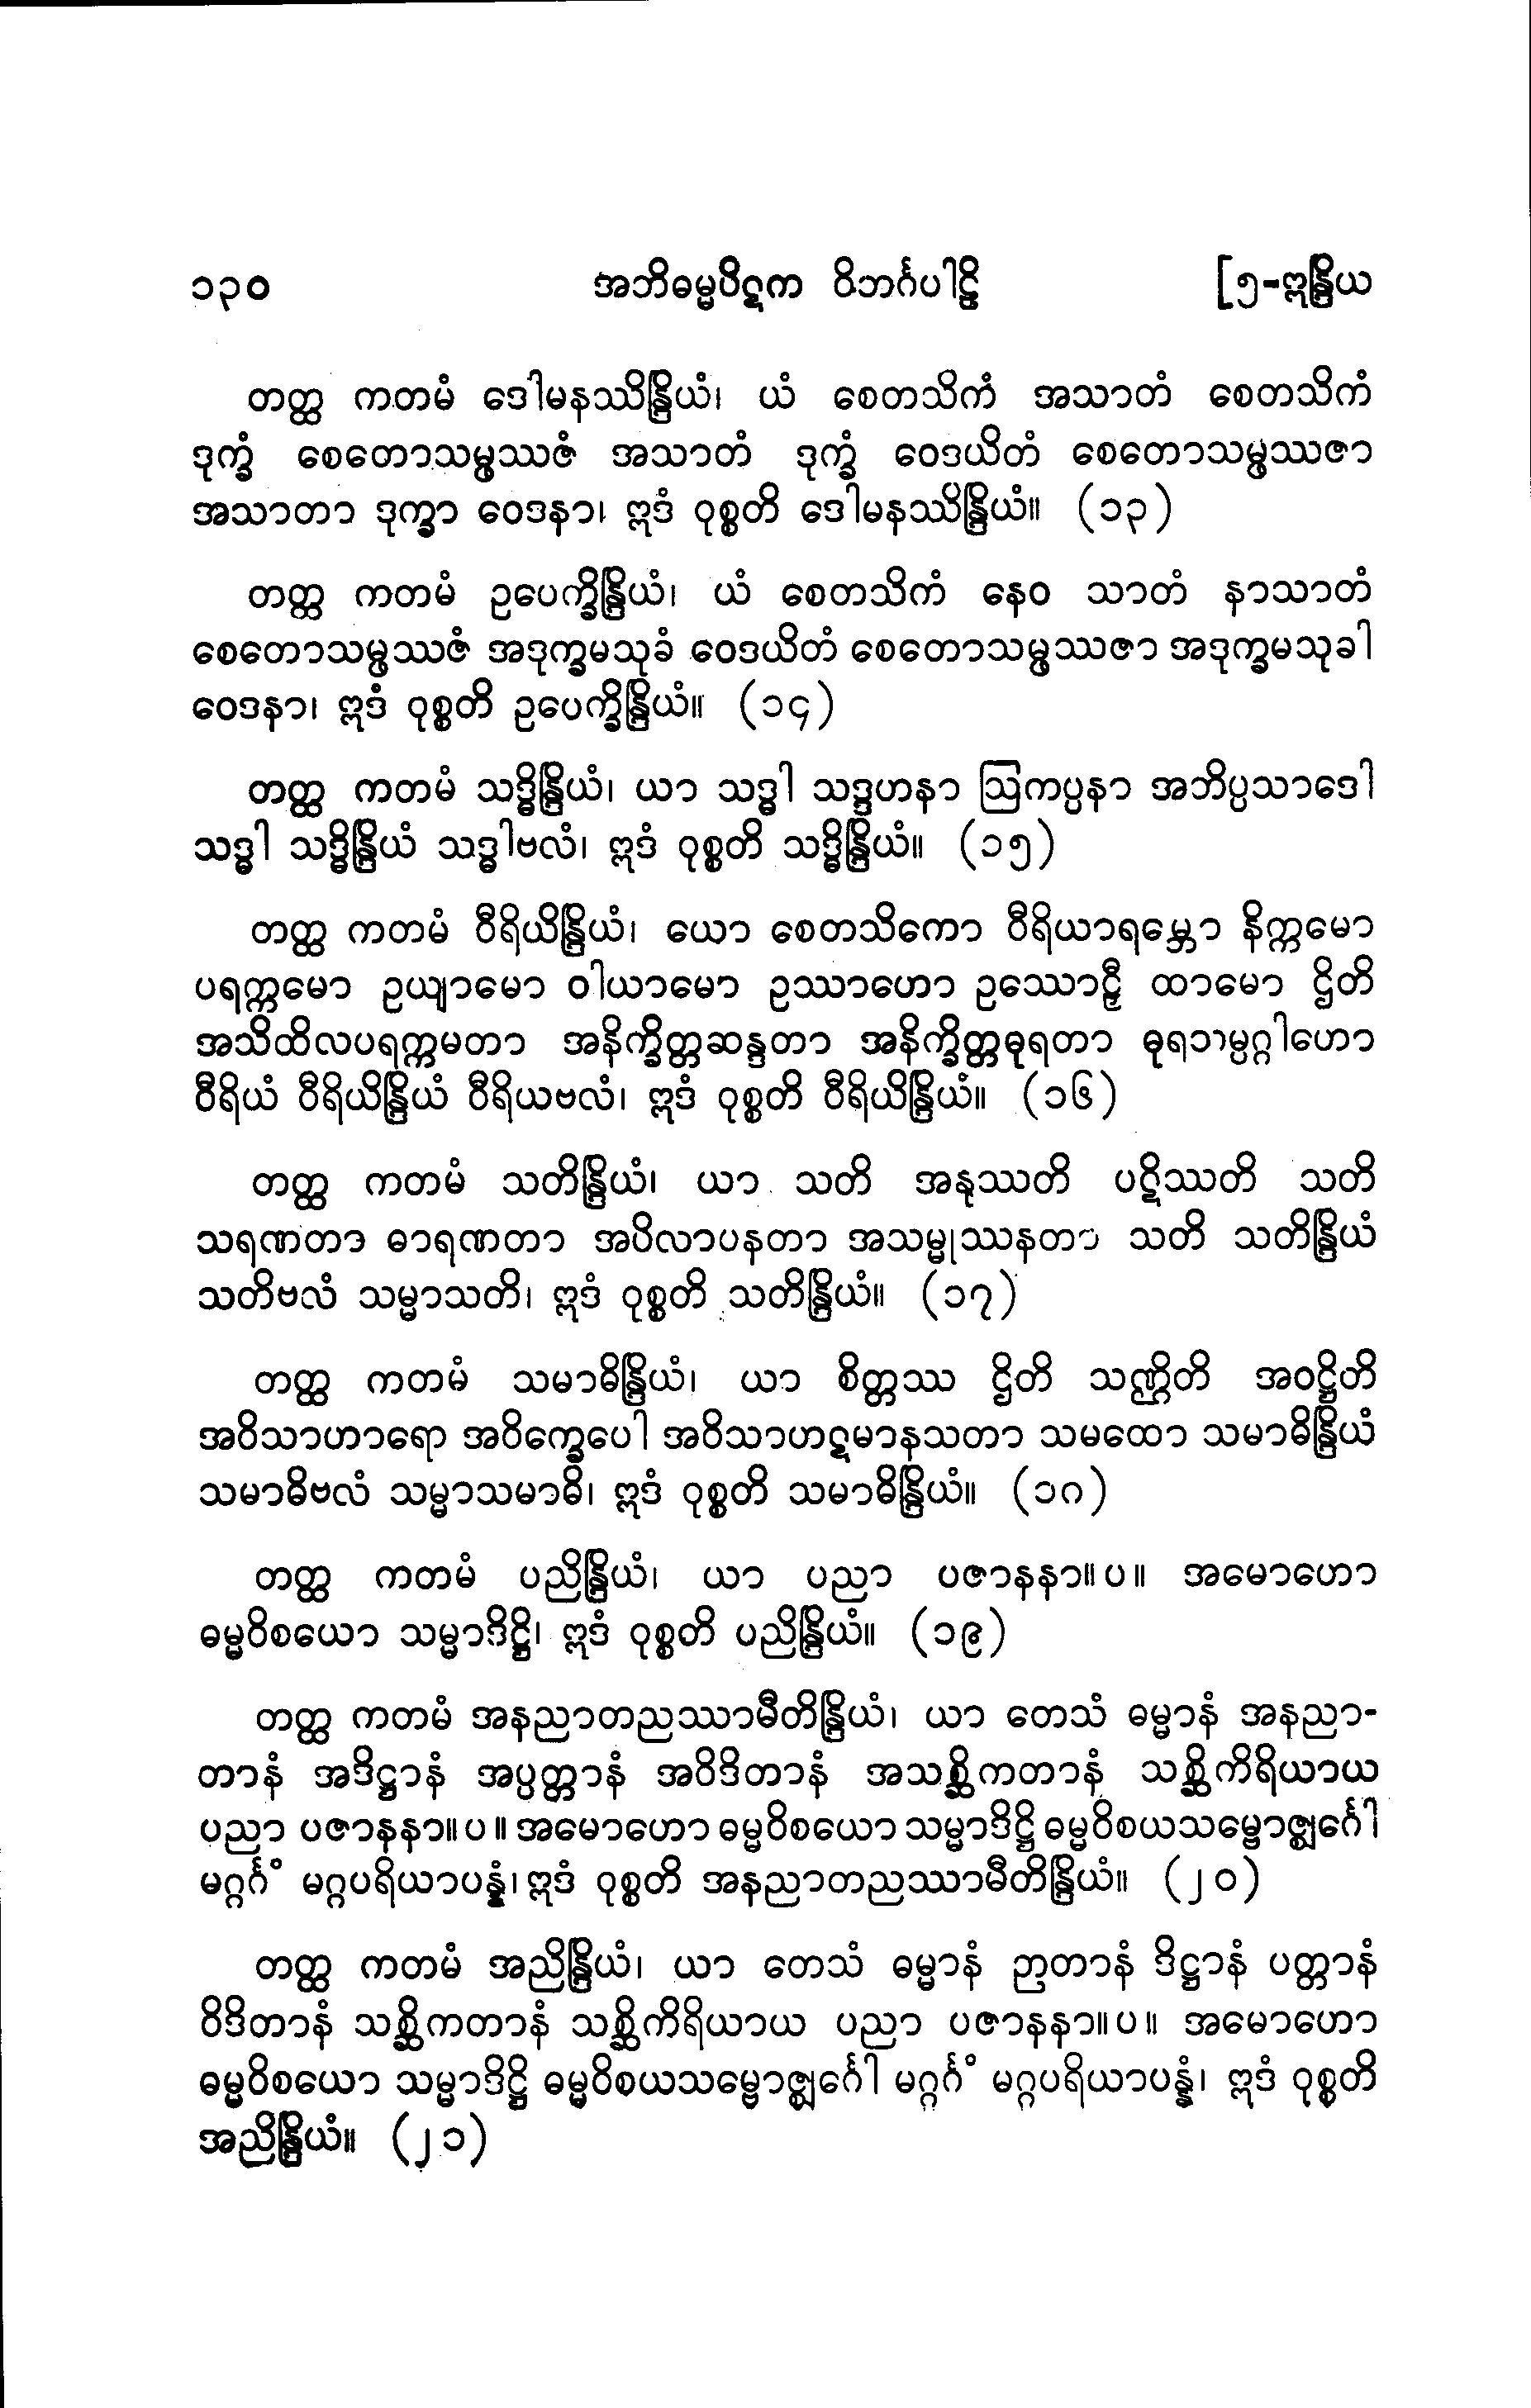 ၁၃၀ အဘိဓမ္မပိဋက ဝိဘင်္ဂပါဠိ [၅-ဣန္ဒြိယ
တတ္ထ ကတမံ ဒေါမနဿိန္ဒြိယံ၊ ယံ စေတသိကံ အသာတံ စေတသိကံ
ဒုက္ခံ စေတောသမ္ဖဿဇံ အသာတံ ဒုက္ခံ ဝေဒယိတံ စေတောသမ္ဖဿဇာ
အသာတာ ဒုက္ခာ ဝေဒနာ၊ ဣဒံ ဝုစ္စတိ ဒေါမနဿိန္ဒြိယံ။ (၁၃)
တတ္ထ ကတမံ ဥပေက္ခိန္ဒြိယံ၊ ယံ စေတသိကံ နေဝ သာတံ နာသာတံ
စေတောသမ္ဖဿဇံ အဒုက္ခမသုခံ ဝေဒယိတံ စေတောသမ္ဖဿဇာ အဒုက္ခမသုခါ
ဝေဒနာ၊ ဣဒံ ဝုစ္စတိ ဥပေက္ခိန္ဒြိယံ။ (၁၄)
တတ္ထ ကတမံ သဒ္ဓိန္ဒြိယံ၊ ယာ သဒ္ဓါ သဒ္ဒဟနာ ဩကပ္ပနာ အဘိပ္ပသာဒေါ
သဒ္ဓါ သဒ္ဓိန္ဒြိယံ သဒ္ဓါဗလံ၊ ဣဒံ ဝုစ္စတိ သဒ္ဓိန္ဒြိယံ။ (၁၅)
တတ္ထ ကတမံ ဝီရိယိန္ဒြိယံ၊ ယော စေတသိကော ဝီရိယာရမ္ဘော နိက္ကမော
ပရက္ကမော ဥယျာမော ဝါယာမော ဥဿာဟော ဥဿောဠှီ ထာမော ဌိတိ
အသိထိလပရက္ကမတာ အနိက္ခိတ္တဆန္ဒတာ အနိက္ခိတ္တဓုရတာ ဓုရသမ္ပဂ္ဂါဟော
ဝီရိယံ ဝီရိယိန္ဒြိယံ ဝီရိယဗလံ၊ ဣဒံ ဝုစ္စတိ ဝီရိယိန္ဒြိယံ။ (၁၆)
တတ္ထ ကတမံ သတိန္ဒြိယံ၊ ယာ သတိ အနုဿတိ ပဋိဿတိ သတိ
သရဏတာ ဓာရဏတာ အပိလာပနတာ အသမ္မုဿနတာ သတိ သတိန္ဒြိယံ
သတိဗလံ သမ္မာသတိ၊ ဣဒံ ဝုစ္စတိ သတိန္ဒြိယံ။ (၁၇)
တတ္ထ ကတမံ သမာဓိန္ဒြိယံ၊ ယာ စိတ္တဿ ဌိတိ သဏ္ဌိတိ အဝဋ္ဌိတိ
အဝိသာဟာရော အဝိက္ခေပေါ အဝိသာဟဋမာနသတာ သမထော သမာဓိန္ဒြိယံ
သမာဓိဗလံ သမ္မာသမာဓိ၊ ဣဒံ ဝုစ္စတိ သမာဓိန္ဒြိယံ။ (၁၈)
တတ္ထ ကတမံ ပညိန္ဒြိယံ၊ ယာ ပညာ ပဇာနနာ။ပ။ အမောဟော
ဓမ္မဝိစယော သမ္မာဒိဋ္ဌိ၊ ဣဒံ ဝုစ္စတိ ပညိန္ဒြိယံ။ (၁၉)
တတ္ထ ကတမံ အနညာတညဿာမီတိန္ဒြိယံ၊ ယာ တေသံ ဓမ္မာနံ အနညာ-
တာနံ အဒိဋ္ဌာနံ အပ္ပတ္တာနံ အဝိဒိတာနံ အသစ္ဆိကတာနံ သစ္ဆိကိရိယာယ
ပညာ ပဇာနနာ။ပ။ အမောဟော ဓမ္မဝိစယော သမ္မာဒိဋ္ဌိ ဓမ္မဝိစယသမ္ဗောဇ္ဈင်္ဂေါ
မဂ္ဂင်္ဂံ မဂ္ဂပရိယာပန္နံ၊ ဣဒံ ဝုစ္စတိ အနညာတညဿာမီတိန္ဒြိယံ။ (၂၀)
တတ္ထ ကတမံ အညိန္ဒြိယံ၊ ယာ တေသံ ဓမ္မာနံ ဉာတာနံ ဒိဋ္ဌာနံ ပတ္တာနံ
ဝိဒိတာနံ သစ္ဆိကတာနံ သစ္ဆိကိရိယာယ ပညာ ပဇာနနာ။ပ။ အမောဟော
ဓမ္မဝိစယော သမ္မာဒိဋ္ဌိ ဓမ္မဝိစယသမ္ဗောဇ္ဈင်္ဂေါ မဂ္ဂင်္ဂံ မဂ္ဂပရိယာပန္နံ၊ ဣဒံ ဝုစ္စတိ
အညိန္ဒြိယံ။ (၂၁)